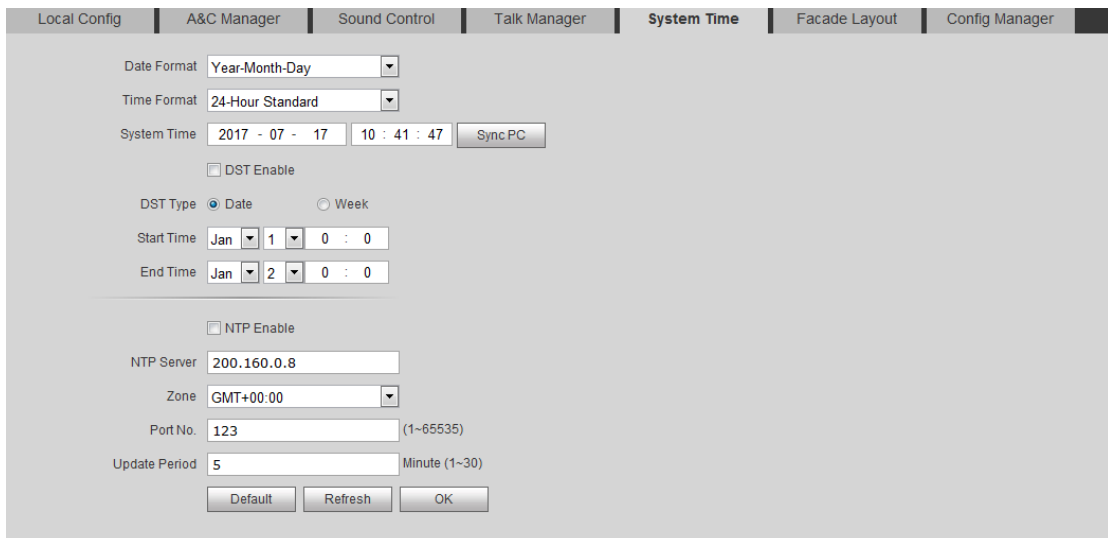 Local Config A&C Manager Sound Control Talk Manager System Time Facade Layout Config Manager
Date Format Year-Month-Day
Time Format 24-Hour Standard
System Time 2017 - 07 - 17 10 : 41 : 47 Sync PC
DST Enable
DST Type Date Week
Start Time Jan 1 0 : 0
End Time Jan 2 0 : 0
NTP Enable
NTP Server 200.160.0.8
Zone GMT+00:00
Port No. 123 (1~65535)
Update Period 5 Minute (1~30)
Default Refresh OK